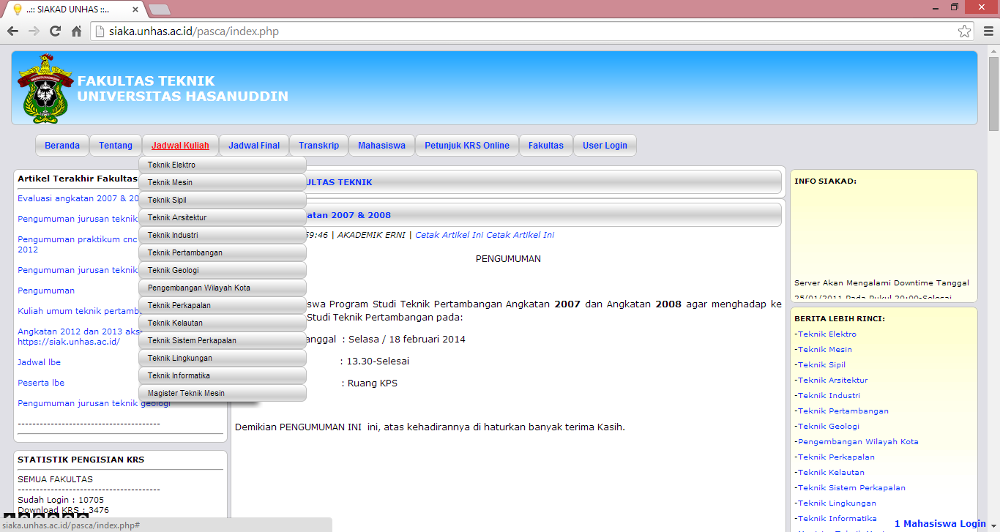 ..:: SIAKAD UNHAS ::..
siaka.unhas.ac.id/pasca/index.php
FAKULTAS TEKNIK
UNIVERSITAS HASANUDDIN
Beranda
Tentang
Jadwal Kuliah
Jadwal Final
Transkrip
Mahasiswa
Petunjuk KRS Online
Fakultas
User Login
Teknik Elektro
Teknik Mesin
Teknik Sipil
Teknik Arsitektur
Teknik Industri
Teknik Pertambangan
Teknik Geologi
Pengembangan Wilayah Kota
Teknik Perkapalan
Teknik Kelautan
Teknik Sistem Perkapalan
Teknik Lingkungan
Teknik Informatika
Magister Teknik Mesin
Artikel Terakhir Fakultas
Evaluasi angkatan 2007 & 20
Pengumuman jurusan teknik
Pengumuman praktikum cnc
2012
Pengumuman jurusan teknik
Pengumuman
Kuliah umum teknik pertamb
Angkatan 2012 dan 2013 aks
https://siak.unhas.ac.id/
Jadwal lbe
Peserta lbe
Pengumuman jurusan teknik geologi
---------------------------------------
STATISTIK PENGISIAN KRS
SEMUA FAKULTAS
---------------------------------------
Sudah Login : 10705
Download KRS : 3476
ULTAS TEKNIK
atan 2007 & 2008
59:46 | AKADEMIK ERNI | Cetak Artikel Ini Cetak Artikel Ini
PENGUMUMAN
swa Program Studi Teknik Pertambangan Angkatan 2007 dan Angkatan 2008 agar menghadap ke
Studi Teknik Pertambangan pada:
anggal : Selasa / 18 februari 2014
: 13.30-Selesai
: Ruang KPS
Demikian PENGUMUMAN INI ini, atas kehadirannya di haturkan banyak terima Kasih.
INFO SIAKAD:
Server Akan Mengalami Downtime Tanggal
25/01/2011 Pada Pukul 20:00-Selesai
BERITA LEBIH RINCI:
-Teknik Elektro
-Teknik Mesin
-Teknik Sipil
-Teknik Arsitektur
-Teknik Industri
-Teknik Pertambangan
-Teknik Geologi
-Pengembangan Wilayah Kota
-Teknik Perkapalan
-Teknik Kelautan
-Teknik Sistem Perkapalan
-Teknik Lingkungan
-Teknik Informatika
1 Mahasiswa Login
siaka.unhas.ac.id/pasca/index.php#